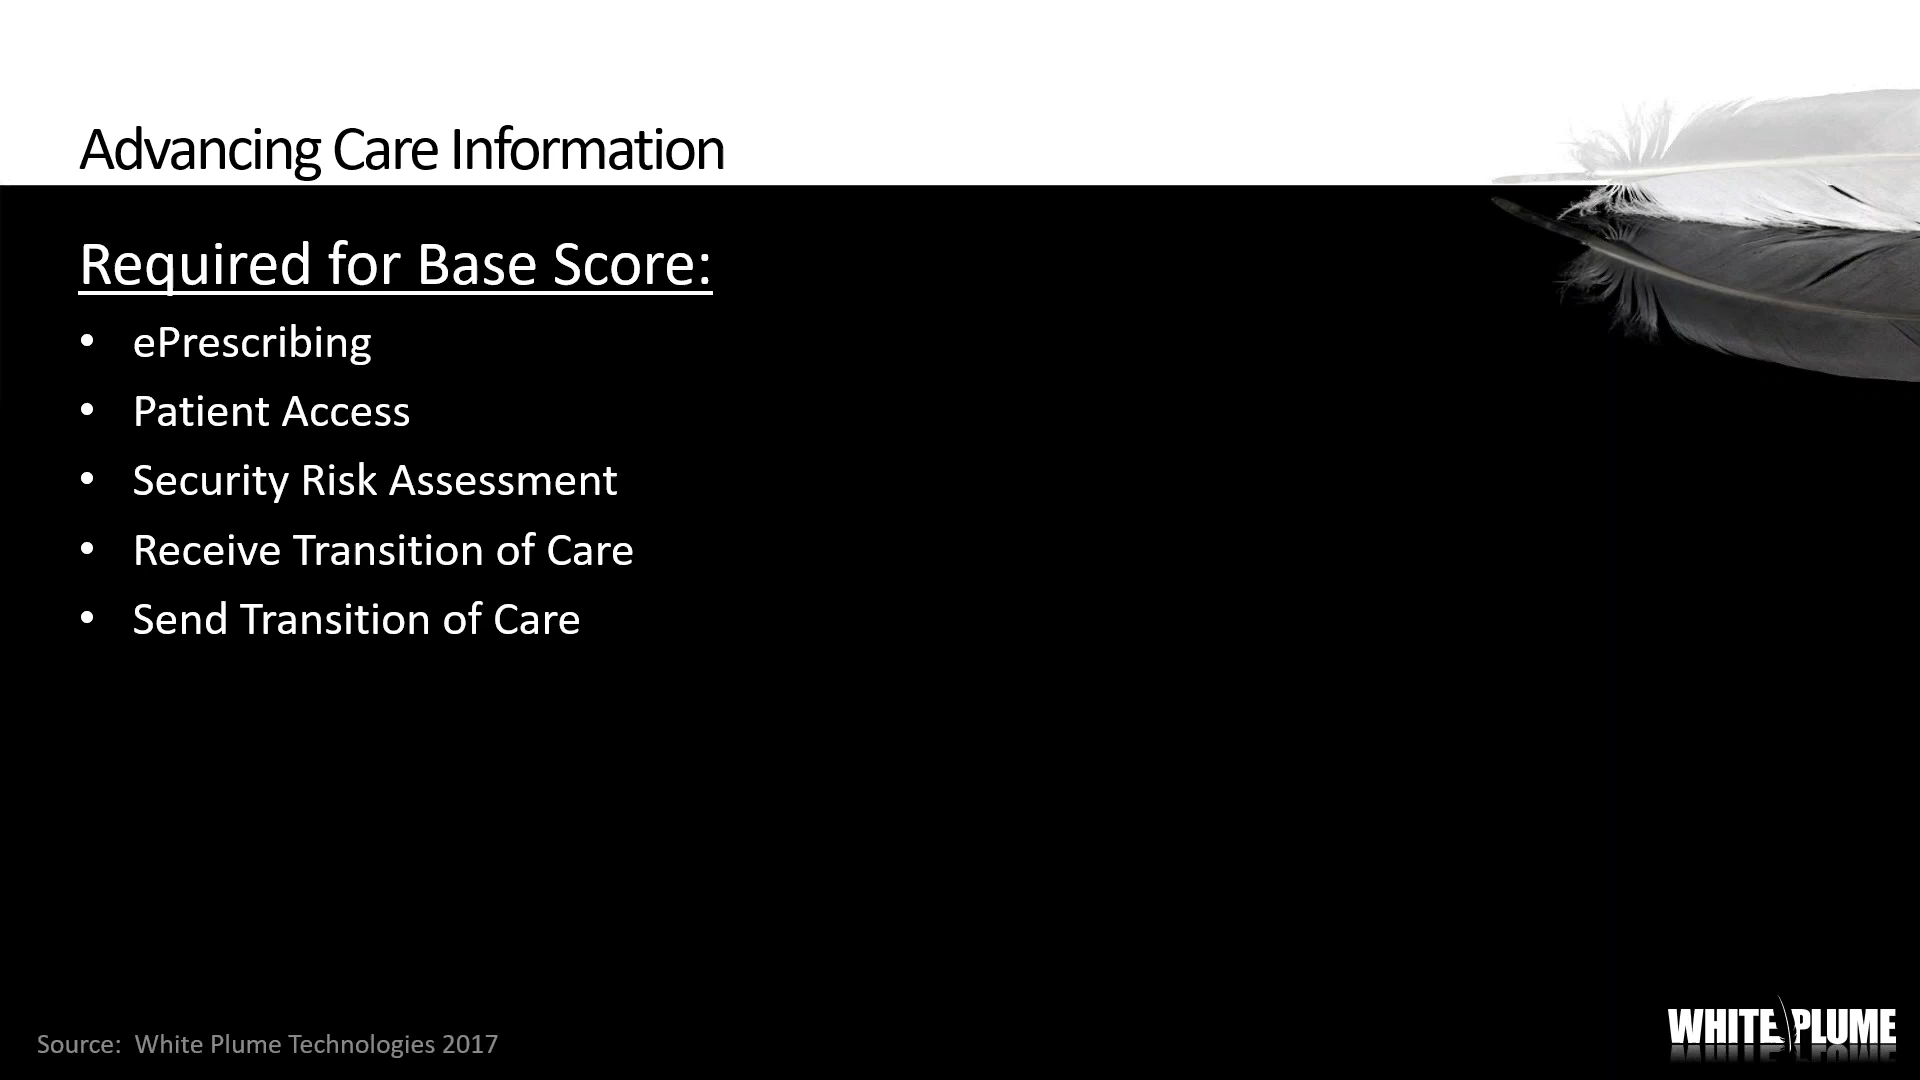 Advancing Care Information
Required for Base Score:
• ePrescribing
• Patient Access
• Security Risk Assessment
• Receive Transition of Care
• Send Transition of Care
Source:  White Plume Technologies 2017
WHITE PLUME